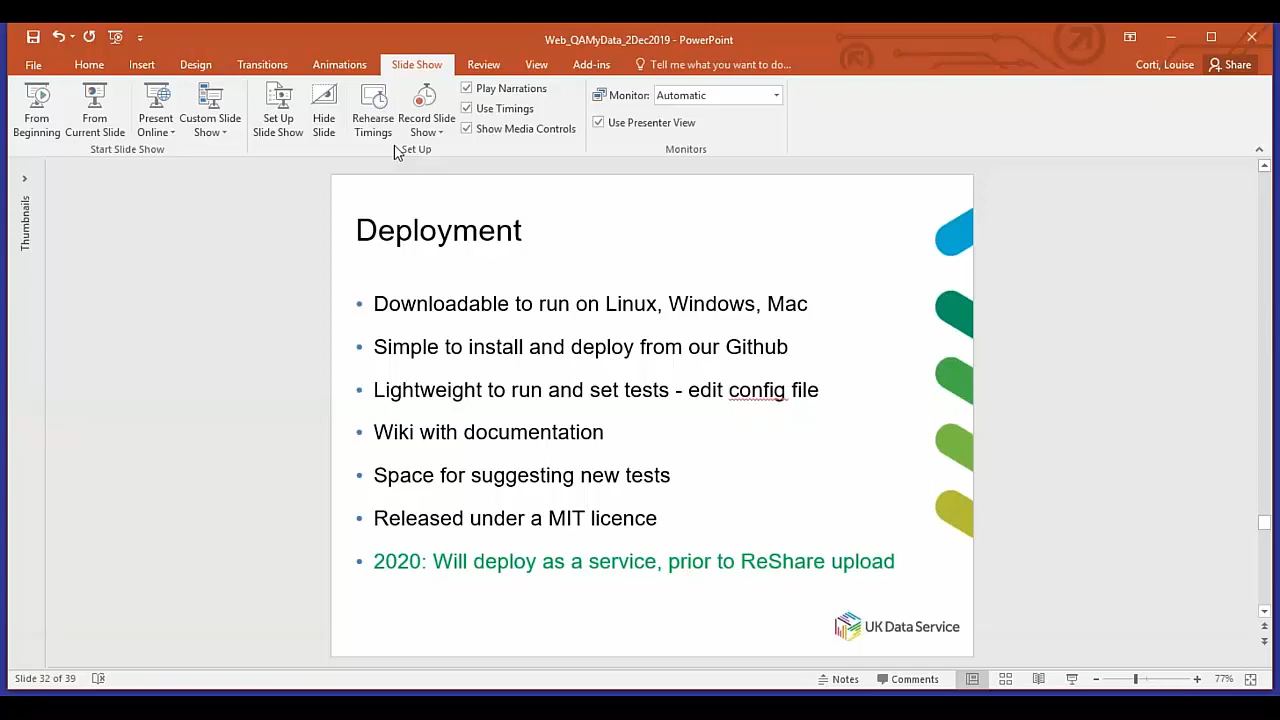 Web_QAMyData_2Dec2019 - PowerPoint
File Home Insert Design Transitions Animations Slide Show Review View Add-ins Tell me what you want to do... Corti, Louise Share
From Beginning
From Current Slide
Present Online
Custom Slide Show
Set Up Slide Show
Hide Slide
Rehearse Timings
Record Slide Show
Play Narrations
Use Timings
Show Media Controls
Monitor: Automatic
Use Presenter View
Start Slide Show
Set Up
Monitors
Thumbnails
Deployment
• Downloadable to run on Linux, Windows, Mac
• Simple to install and deploy from our Github
• Lightweight to run and set tests - edit config file
• Wiki with documentation
• Space for suggesting new tests
• Released under a MIT licence
• 2020: Will deploy as a service, prior to ReShare upload
UK Data Service
Slide 32 of 39 Notes Comments 77%